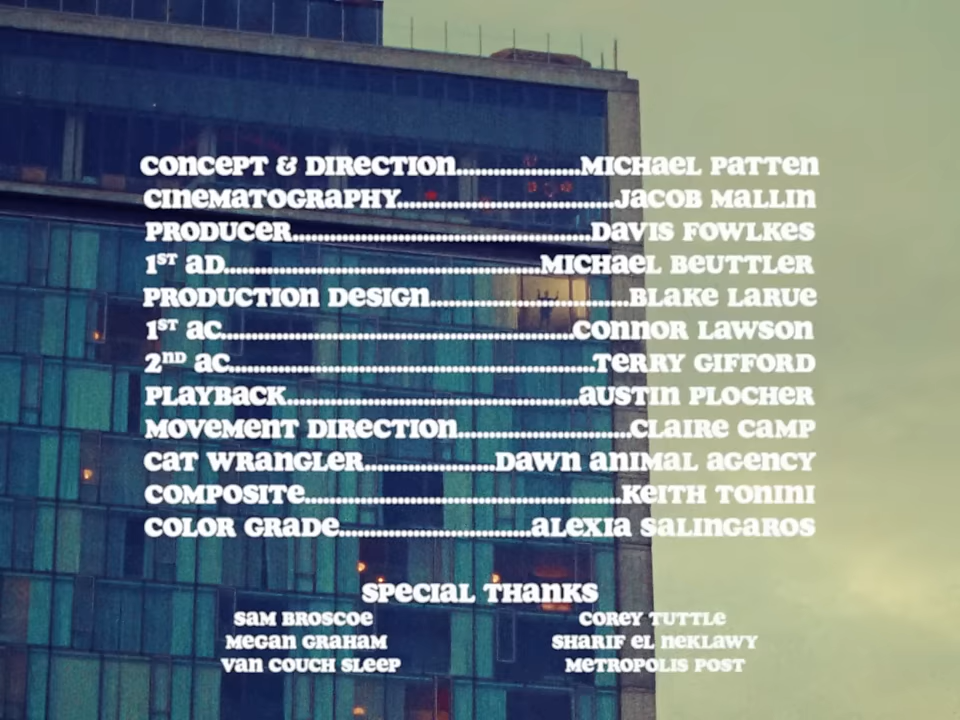 CONCEPT & DIRECTION..................MICHAEL PATTEN
CINEMATOGRAPHY................................JACOB MALLIN
PRODUCER............................................DAVIS FOWLKES
1ST AD...............................................MICHAEL BEUTTLER
PRODUCTION DESIGN.............................BLAKE LARUE
1ST AC....................................................CONNOR LAWSON
2ND AC.....................................................TERRY GIFFORD
PLAYBACK...........................................AUSTIN PLOCHER
MOVEMENT DIRECTION.........................CLAIRE CAMP
CAT WRANGLER...................DAWN ANIMAL AGENCY
COMPOSITE..............................................KEITH TONINI
COLOR GRADE............................ALEXIA SALINGAROS
SPECIAL THANKS
SAM BROSCOE
MEGAN GRAHAM
VAN COUCH SLEEP
COREY TUTTLE
SHARIF EL NEKLAWY
METROPOLIS POST